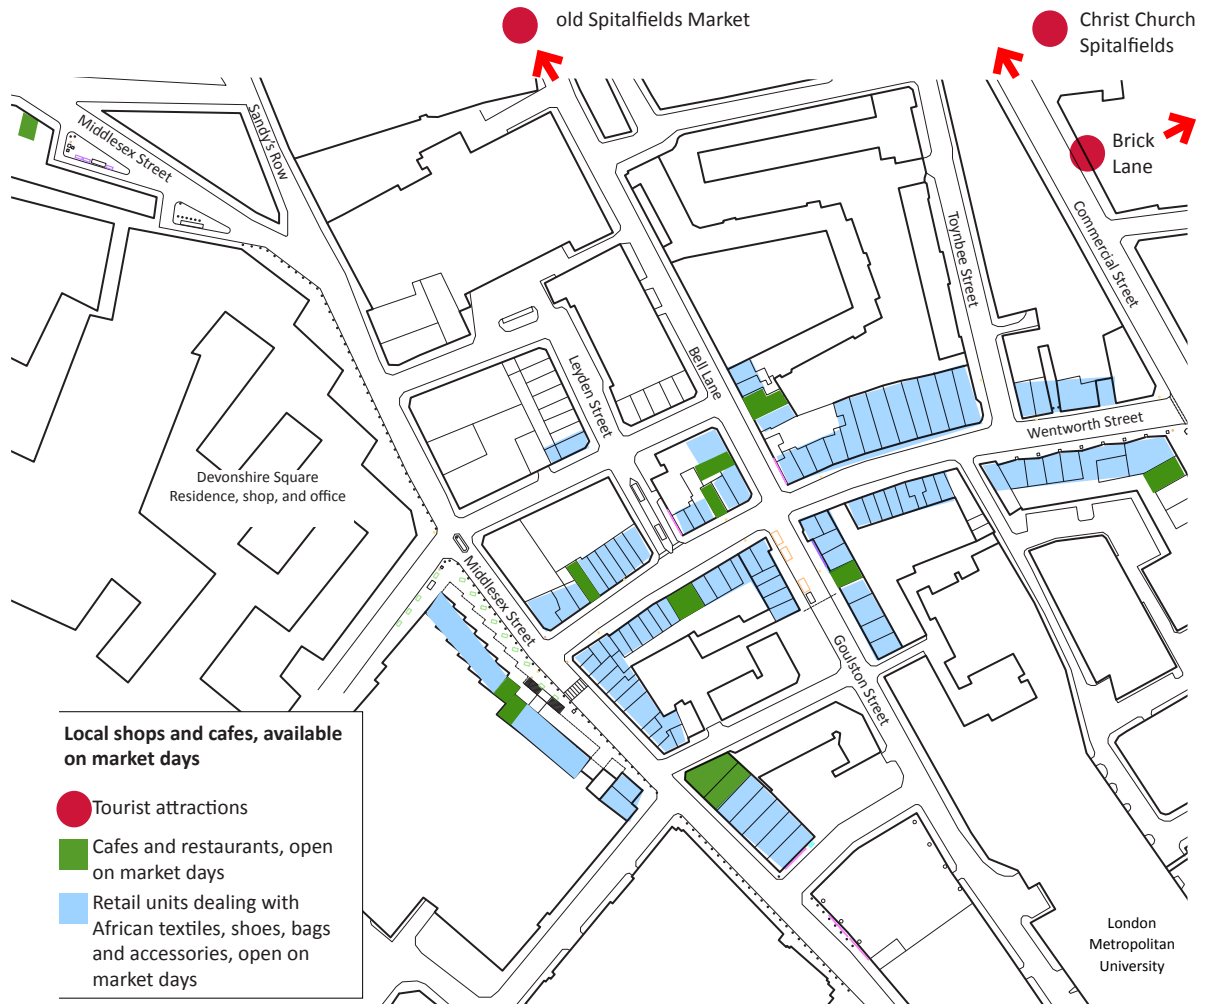 old Spitalfields Market
Christ Church
Spitalfields
Brick
Lane
Middlesex Street
Sandy's Row
Toynbee Street
Commercial Street
Leyden Street
Bell Lane
Wentworth Street
Devonshire Square
Residence, shop, and office
Middlesex Street
Goulston Street
London
Metropolitan
University
Local shops and cafes, available
on market days
Tourist attractions
Cafes and restaurants, open
on market days
Retail units dealing with
African textiles, shoes, bags
and accessories, open on
market days